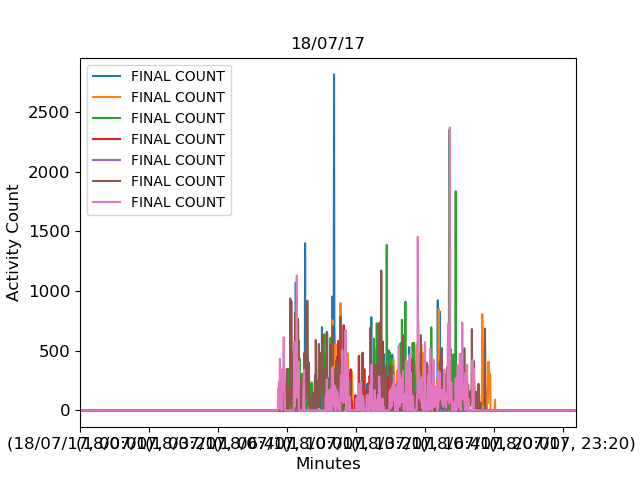 18/07/17
FINAL COUNT
FINAL COUNT
FINAL COUNT
FINAL COUNT
FINAL COUNT
FINAL COUNT
FINAL COUNT
2500
2000
1500
1000
500
0
Activity Count
23:20)
Minutes